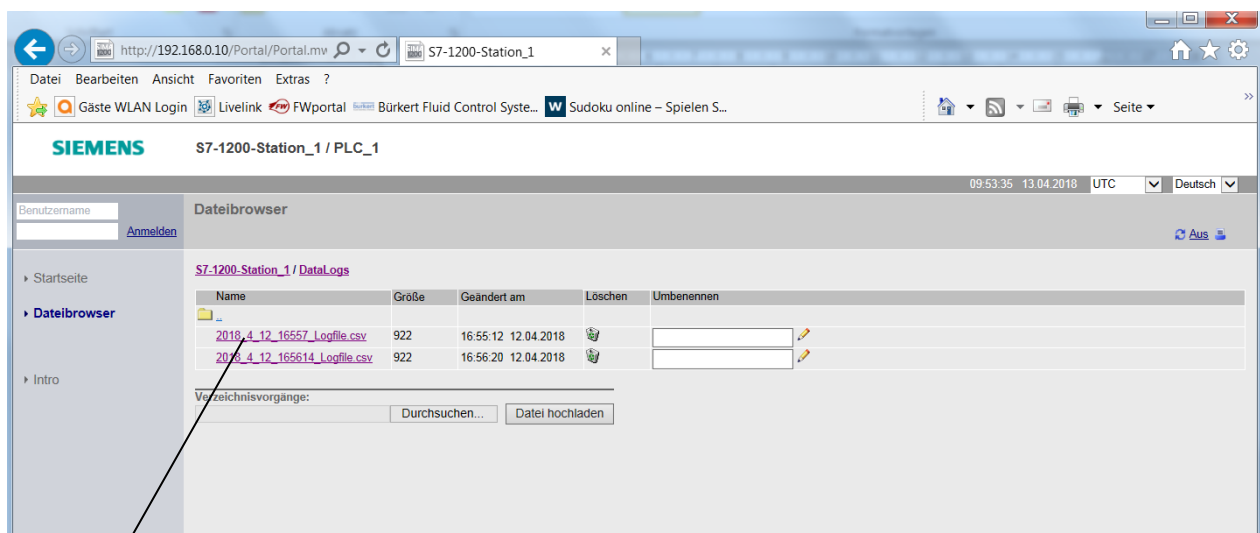 http://192.168.0.10/Portal/Portal.mw
S7-1200-Station_1
Datei Bearbeiten Ansicht Favoriten Extras ?
Gäste WLAN Login Livelink FWportal Bürkert Fluid Control Syste... Sudoku online – Spielen S...
Seite
SIEMENS
S7-1200-Station_1 / PLC_1
09:53:35 13.04.2018 UTC Deutsch
Benutzername
Anmelden
Dateibrowser
Aus
Startseite
Dateibrowser
Intro
S7-1200-Station_1 / DataLogs
Name Größe Geändert am Löschen Umbenennen
..
2018_4_12_16557_Logfile.csv 922 16:55:12 12.04.2018
2018_4_12_165614_Logfile.csv 922 16:56:20 12.04.2018
Verzeichnisvorgänge:
Durchsuchen... Datei hochladen